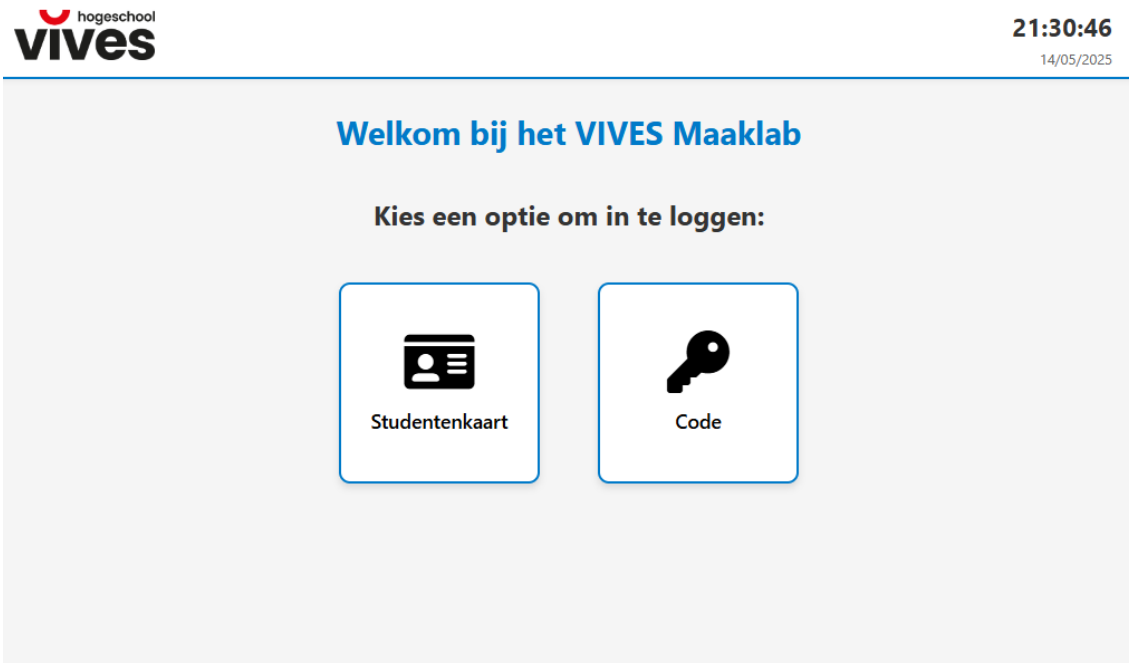 hogeschool
vives
21:30:46
14/05/2025
Welkom bij het VIVES Maaklab
Kies een optie om in te loggen:
Studentenkaart
Code